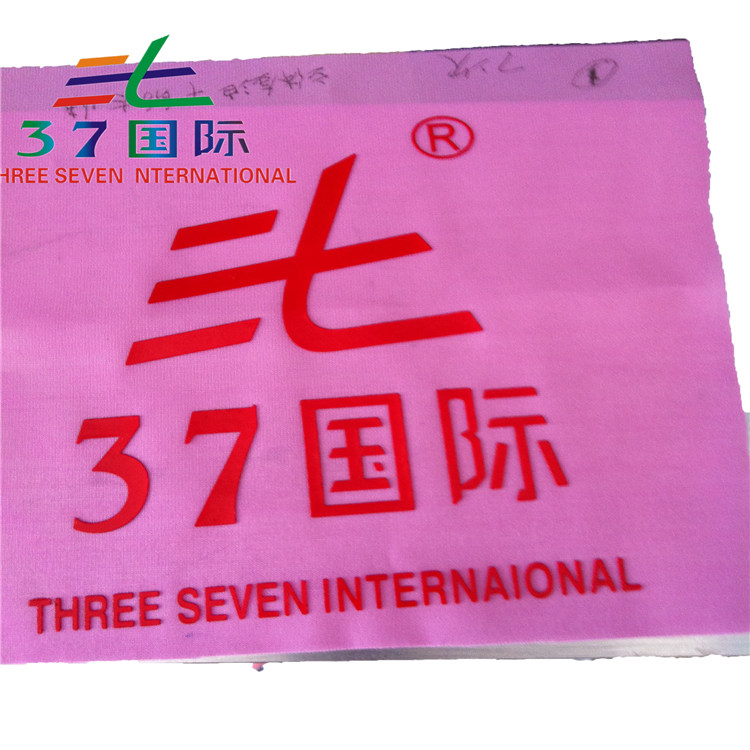 37国际
THREE SEVEN NTERNATIONAL
®
三七
37国际
THREE SEVEN INTERNAIONAL